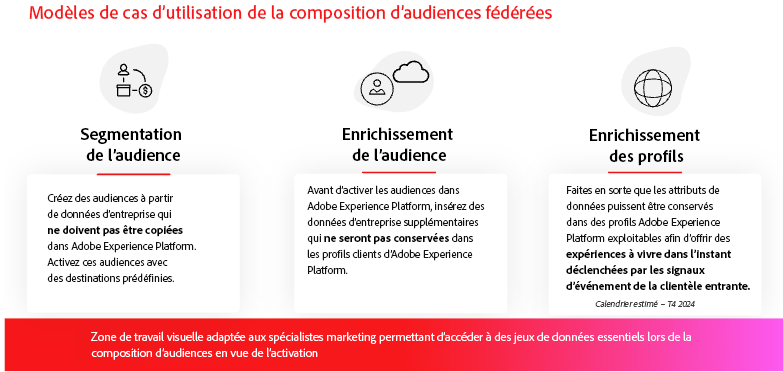 Modèles de cas d'utilisation de la composition d'audiences fédérées
Segmentation
de l'audience
Créez des audiences à partir
de données d'entreprise qui
ne doivent pas être copiées
dans Adobe Experience Platform.
Activez ces audiences avec
des destinations prédéfinies.
Enrichissement
de l'audience
Avant d'activer les audiences dans
Adobe Experience Platform, insérez des
données d'entreprise supplémentaires
qui ne seront pas conservées dans
les profils clients d'Adobe Experience
Platform.
Enrichissement
des profils
Faites en sorte que les attributs de
données puissent être conservés
dans des profils Adobe Experience
Platform exploitables afin d'offrir des
expériences à vivre dans l'instant
déclenchées par les signaux
d'événement de la clientèle entrante.
Calendrier estimé – T4 2024
Zone de travail visuelle adaptée aux spécialistes marketing permettant d'accéder à des jeux de données essentiels lors de la
composition d'audiences en vue de l'activation